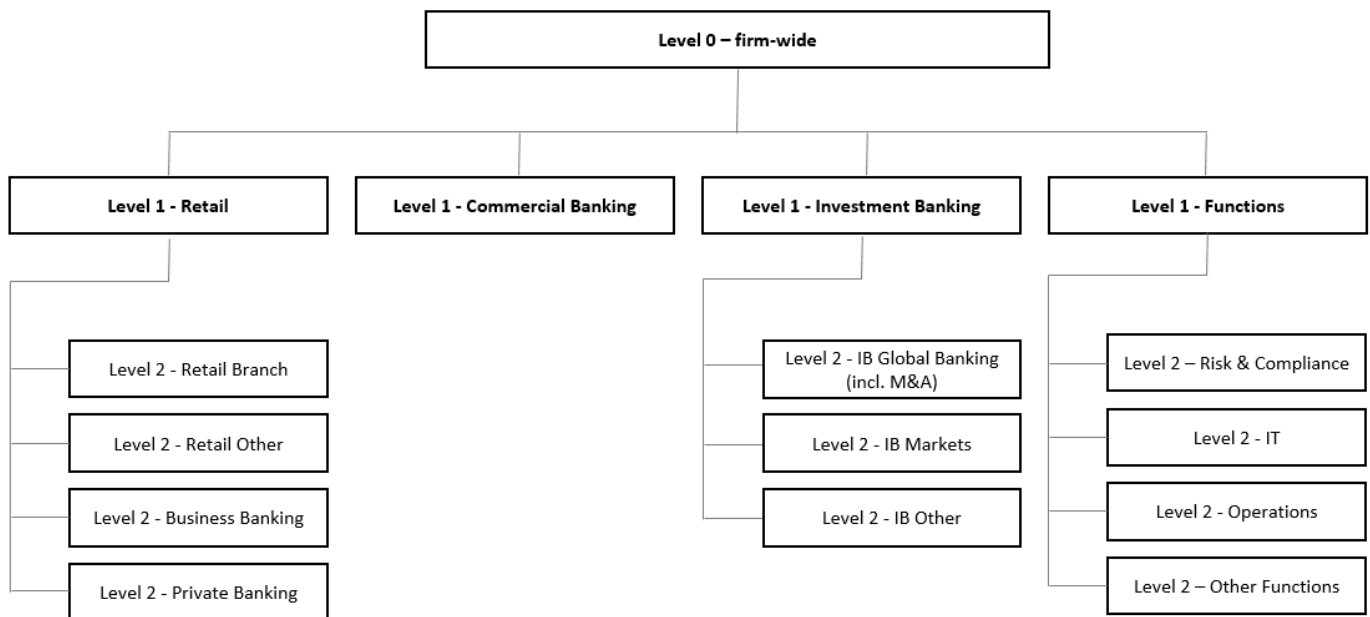 Level 0 – firm-wide
Level 1 - Retail
Level 1 - Commercial Banking
Level 1 - Investment Banking
Level 1 - Functions
Level 2 - Retail Branch
Level 2 - Retail Other
Level 2 - Business Banking
Level 2 - Private Banking
Level 2 - IB Global Banking
(incl. M&A)
Level 2 - IB Markets
Level 2 - IB Other
Level 2 – Risk & Compliance
Level 2 - IT
Level 2 - Operations
Level 2 – Other Functions